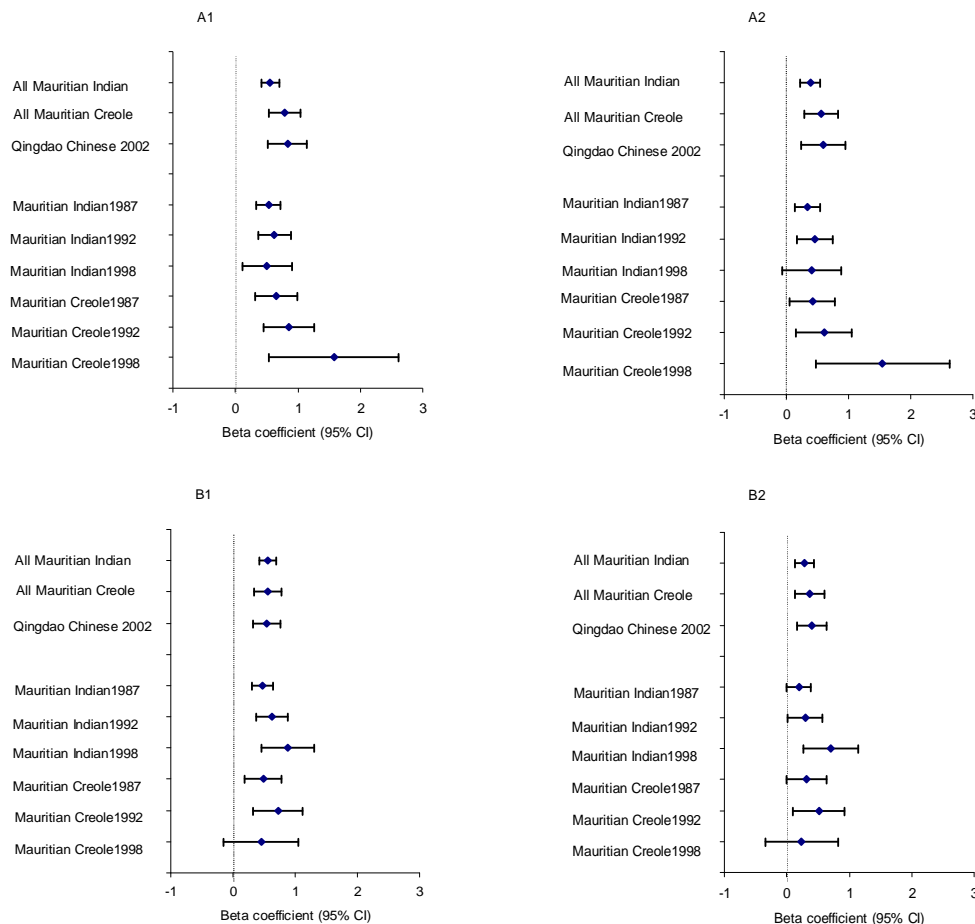 A1
All Mauritian Indian
All Mauritian Creole
Qingdao Chinese 2002
Mauritian Indian1987
Mauritian Indian1992
Mauritian Indian1998
Mauritian Creole1987
Mauritian Creole1992
Mauritian Creole1998
-1 0 1 2 3
Beta coefficient (95% CI)
A2
All Mauritian Indian
All Mauritian Creole
Qingdao Chinese 2002
Mauritian Indian1987
Mauritian Indian1992
Mauritian Indian1998
Mauritian Creole1987
Mauritian Creole1992
Mauritian Creole1998
-1 0 1 2 3
Beta coefficient (95% CI)
B1
All Mauritian Indian
All Mauritian Creole
Qingdao Chinese 2002
Mauritian Indian1987
Mauritian Indian1992
Mauritian Indian1998
Mauritian Creole1987
Mauritian Creole1992
Mauritian Creole1998
-1 0 1 2 3
Beta coefficient (95% CI)
B2
All Mauritian Indian
All Mauritian Creole
Qingdao Chinese 2002
Mauritian Indian1987
Mauritian Indian1992
Mauritian Indian1998
Mauritian Creole1987
Mauritian Creole1992
Mauritian Creole1998
-1 0 1 2 3
Beta coefficient (95% CI)